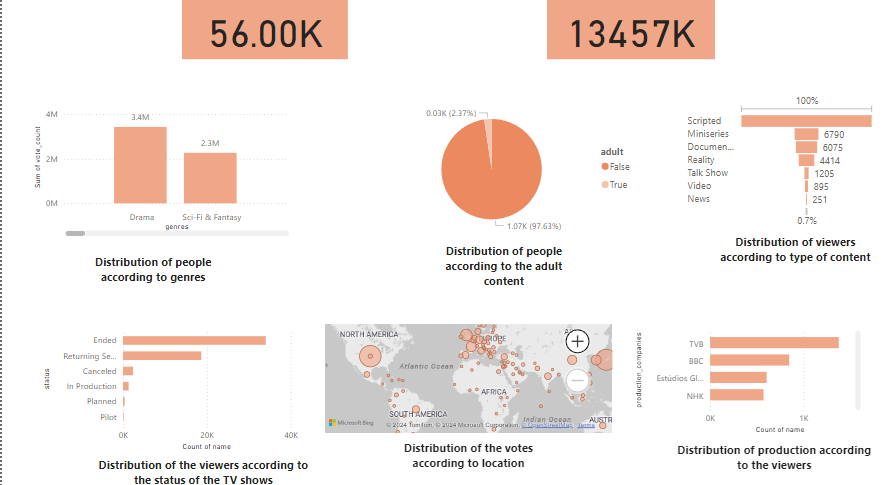 56.00K
13457K
4M
2M
0M
Sum of vote_count
3.4M
2.3M
Drama
Sci-Fi & Fantasy
genres
Distribution of people
according to genres
0.03K (2.37%)
1.07K (97.63%)
adult
False
True
Distribution of people
according to the adult
content
100%
Scripted
Miniseries
6790
Documen...
6075
Reality
4414
Talk Show
1205
Video
895
News
251
0.7%
Distribution of viewers
according to type of content
status
Ended
Returning Se...
Canceled
In Production
Planned
Pilot
0K
20K
40K
Count of name
Distribution of the viewers according to
the status of the TV shows
NORTH AMERICA
Atlantic Ocean
AFRICA
SOUTH AMERICA
Indian Ocean
AUSTR
Microsoft Bing
© 2024 TomTom, © 2024 Microsoft Corporation, © OpenStreetMap Terms
Distribution of the votes
according to location
production_companies
TVB
BBC
Estúdios Gl...
NHK
0K
1K
Count of name
Distribution of production according
to the viewers